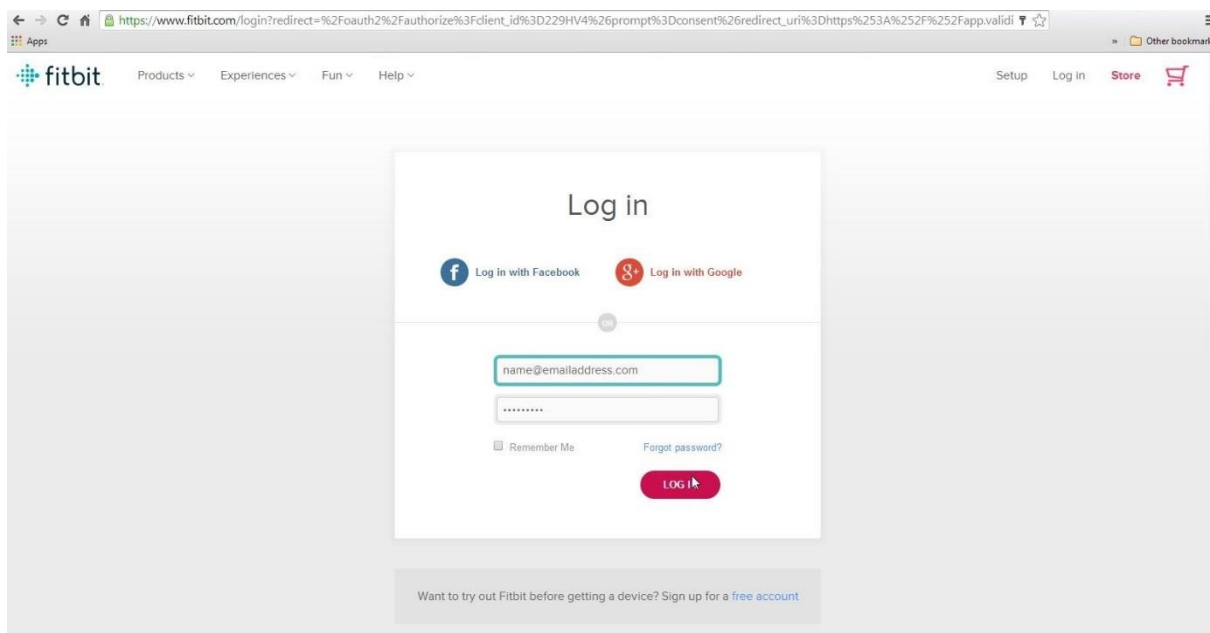 https://www.fitbit.com/login?redirect=%2Foauth2%2Fauthorize%3Fclient_id%3D229HV4%26prompt%3Dconsent%26redirect_uri%3Dhttps%253A%252F%252Fapp.validi
Apps » Other bookmark
fitbit Products Experiences Fun Help Setup Log in Store
Log in
f Log in with Facebook 8+ Log in with Google
OR
name@emailaddress.com
•••••••••
Remember Me Forgot password?
LOG I
Want to try out Fitbit before getting a device? Sign up for a free account